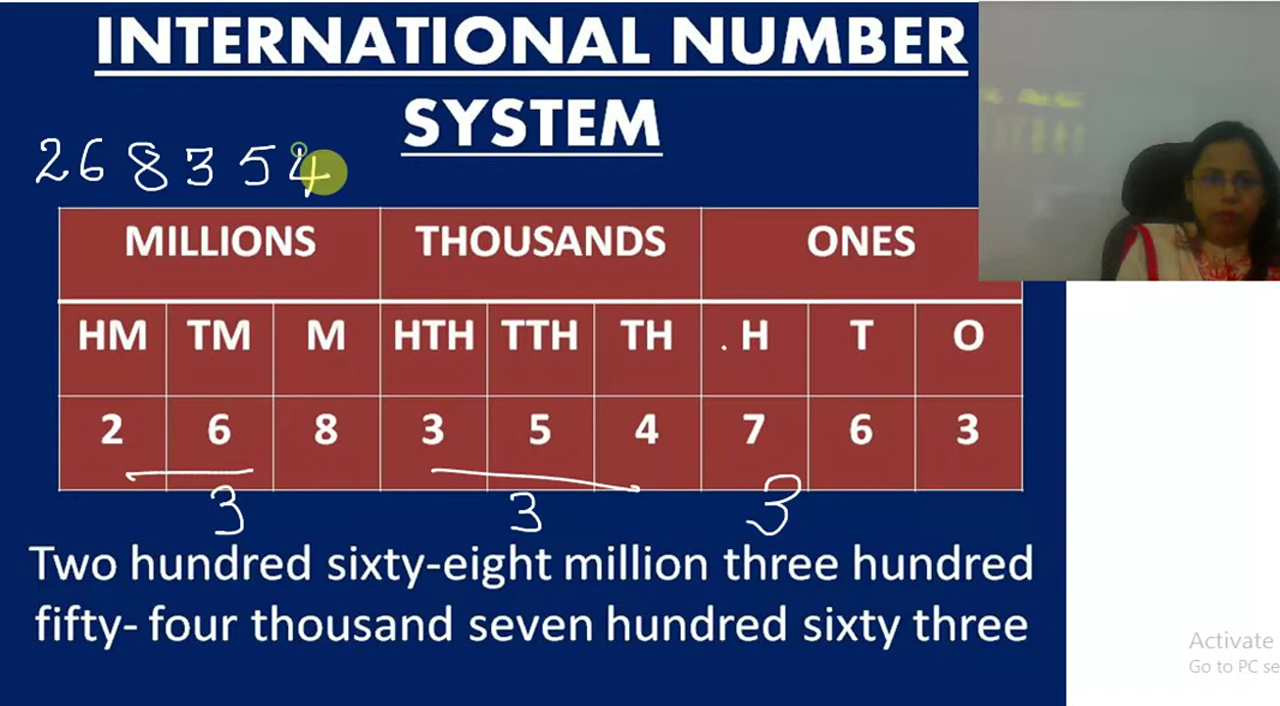 INTERNATIONAL NUMBER
SYSTEM
268354
MILLIONS THOUSANDS ONES
HM TM M HTH TTH TH . H T O
2 6 8 3 5 4 7 6 3
3 3 3
Two hundred sixty-eight million three hundred
fifty- four thousand seven hundred sixty three
Activate
Go to PC se